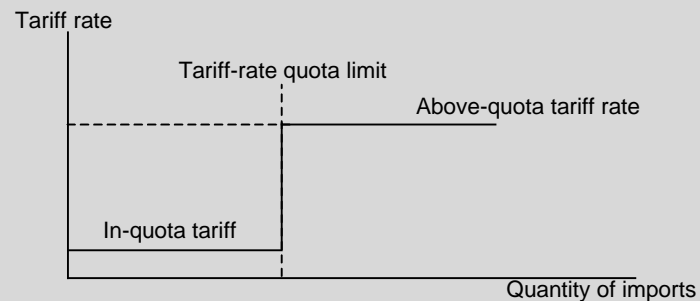 Tariff rate
Tariff-rate quota limit
Above-quota tariff rate
In-quota tariff
Quantity of imports